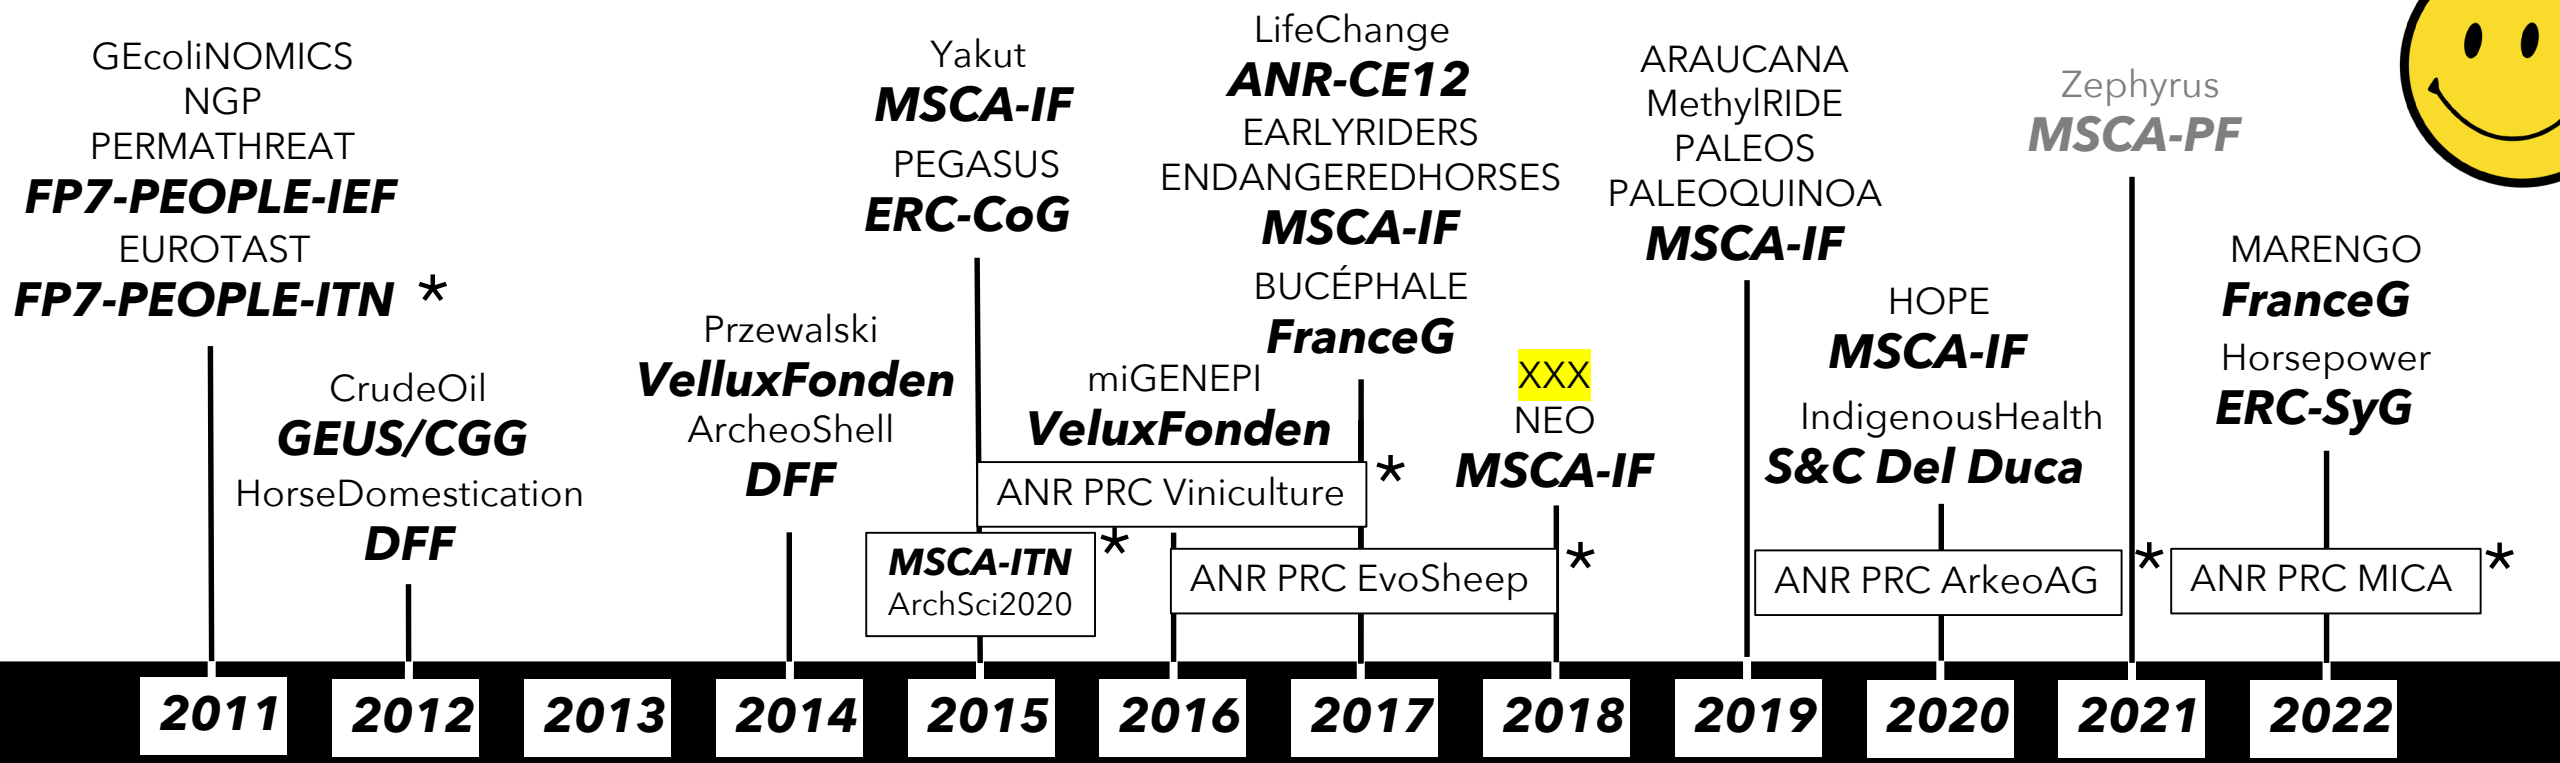 GEcoliNOMICS
NGP
PERMATHREAT
FP7-PEOPLE-IEF
EUROTAST
FP7-PEOPLE-ITN *
CrudeOil
GEUS/CGG
HorseDomestication
DFF
Przewalski
VelluxFonden
ArcheoShell
DFF
Yakut
MSCA-IF
PEGASUS
ERC-CoG
MSCA-ITN *
ArchSci2020
miGENEPI
VeluxFonden
ANR PRC Viniculture *
LifeChange
ANR-CE12
EARLYRIDERS
ENDANGEREDHORSES
MSCA-IF
BUCÉPHALE
FranceG
ANR PRC EvoSheep *
XXX
NEO
MSCA-IF
ARAUCANA
MethylRIDE
PALEOS
PALEOQUINOA
MSCA-IF
HOPE
MSCA-IF
IndigenousHealth
S&C Del Duca
ANR PRC ArkeoAG *
Zephyrus
MSCA-PF
MARENGO
FranceG
Horsepower
ERC-SyG
ANR PRC MICA *
2011
2012
2013
2014
2015
2016
2017
2018
2019
2020
2021
2022